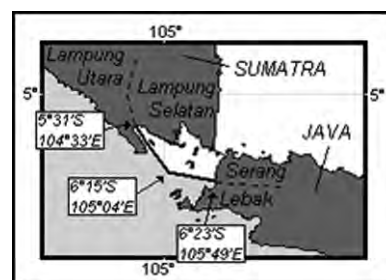 105°
Lampung
Utara
SUMATRA
5°
5°
Lampung
Selatan
5°31'S
104°33'E
JAVA
Serang
6°15'S
105°04'E
Lebak
6°23'S
105°49'E
105°